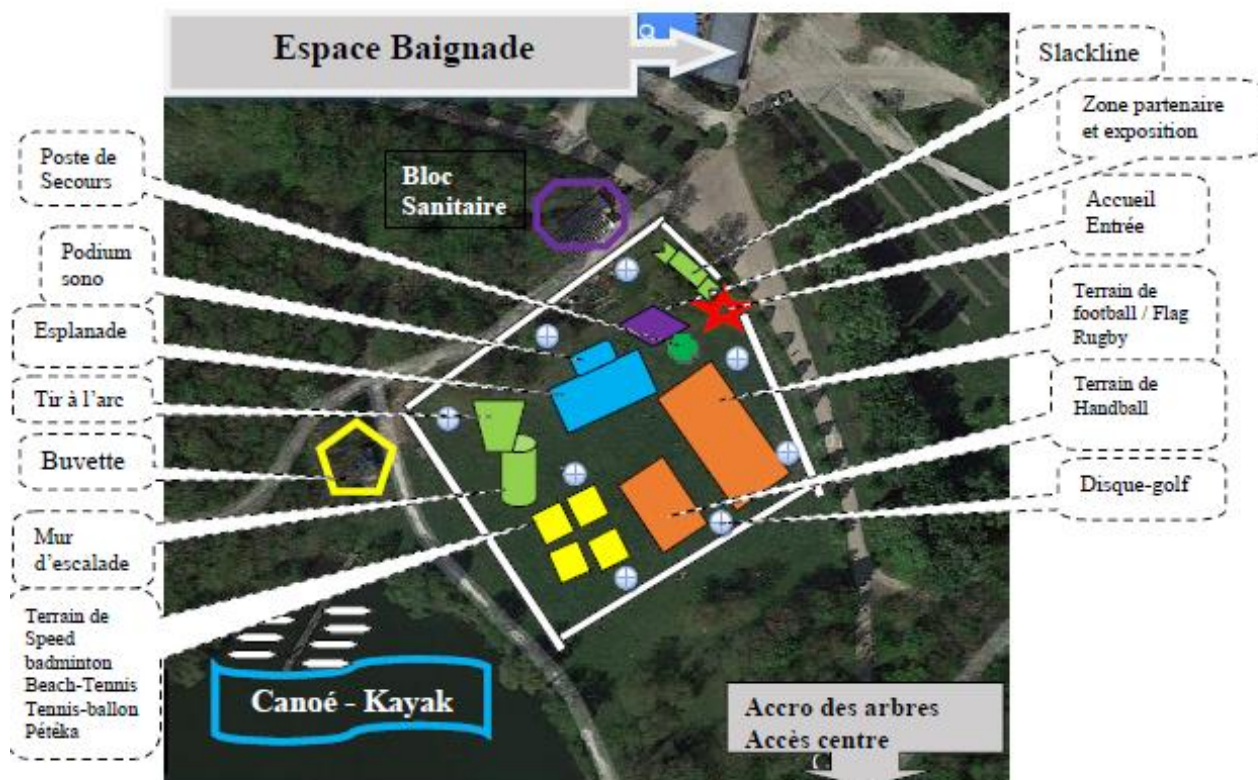 Espace Baignade
Slackline
Zone partenaire
et exposition
Poste de
Secours
Bloc
Sanitaire
Accueil
Entrée
Podium
sono
Terrain de
football / Flag
Rugby
Esplanade
Tir à l'arc
Terrain de
Handball
Buvette
Disque-golf
Mur
d'escalade
Terrain de
Speed
badminton
Beach-Tennis
Tennis-ballon
Pétéka
Canoé - Kayak
Accro des arbres
Accès centre